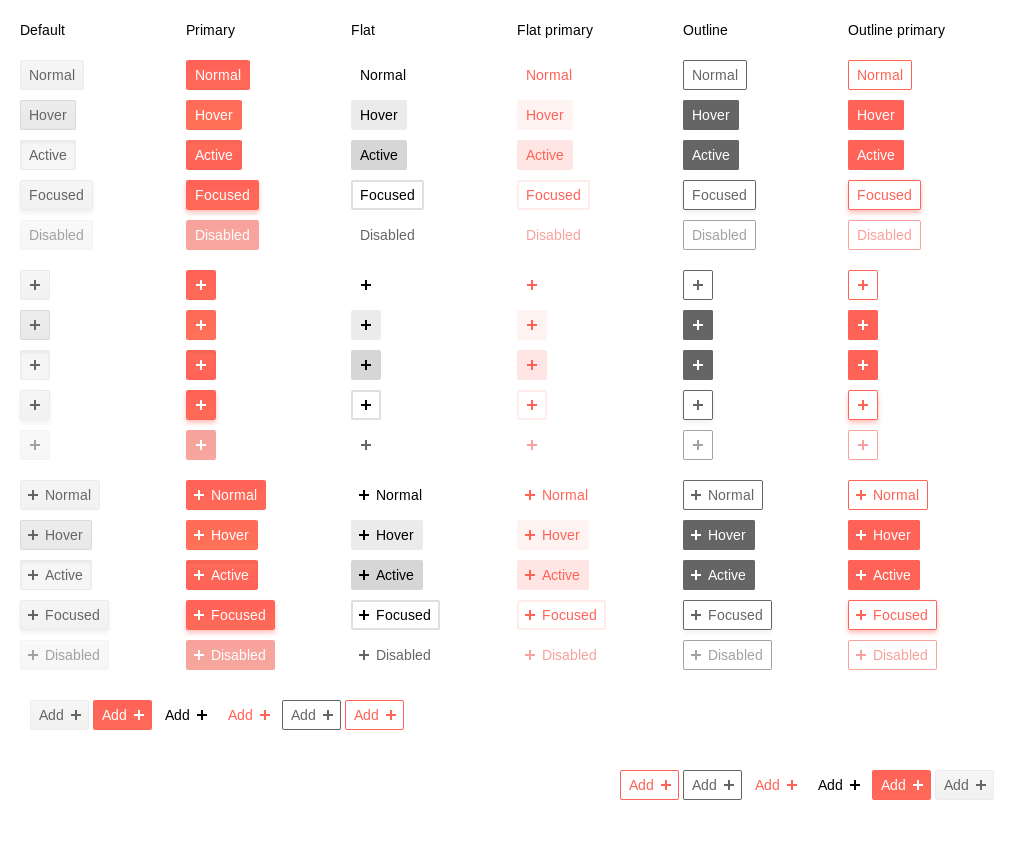 Default Primary Flat Flat primary Outline Outline primary
Normal Normal Normal Normal Normal Normal
Hover Hover Hover Hover Hover Hover
Active Active Active Active Active Active
Focused Focused Focused Focused Focused Focused
Disabled Disabled Disabled Disabled Disabled Disabled
+ + + + + +
+ + + + + +
+ + + + + +
+ + + + + +
+ + + + + +
+ Normal + Normal + Normal + Normal + Normal + Normal
+ Hover + Hover + Hover + Hover + Hover + Hover
+ Active + Active + Active + Active + Active + Active
+ Focused + Focused + Focused + Focused + Focused + Focused
+ Disabled + Disabled + Disabled + Disabled + Disabled + Disabled
Add + Add + Add + Add + Add + Add +
Add + Add + Add + Add + Add + Add +